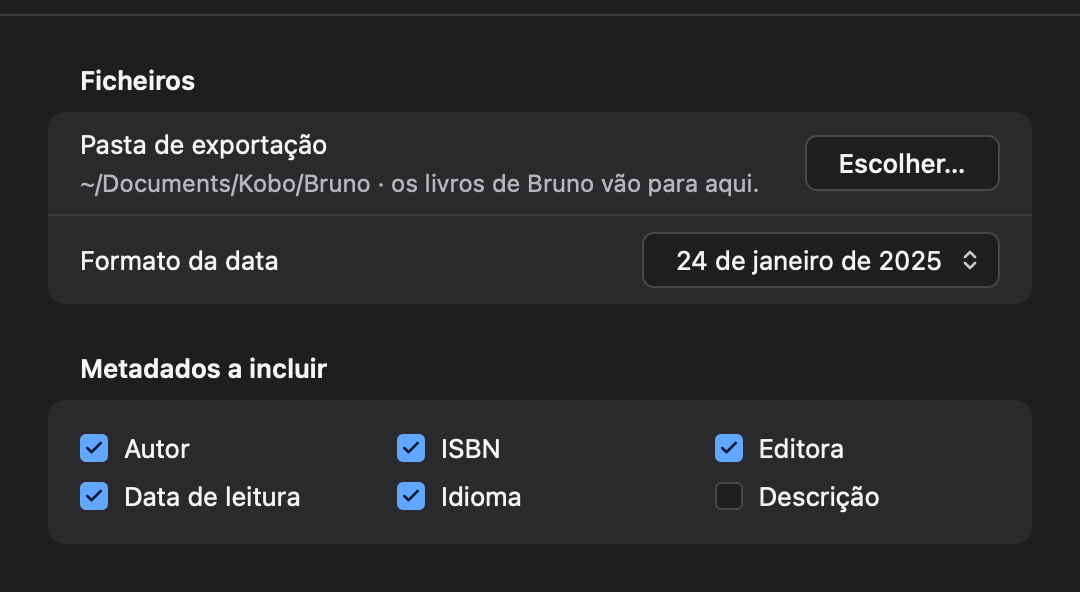 Ficheiros
Pasta de exportação
~/Documents/Kobo/Bruno · os livros de Bruno vão para aqui.
Escolher...
Formato da data
24 de janeiro de 2025
Metadados a incluir
Autor
ISBN
Editora
Data de leitura
Idioma
Descrição